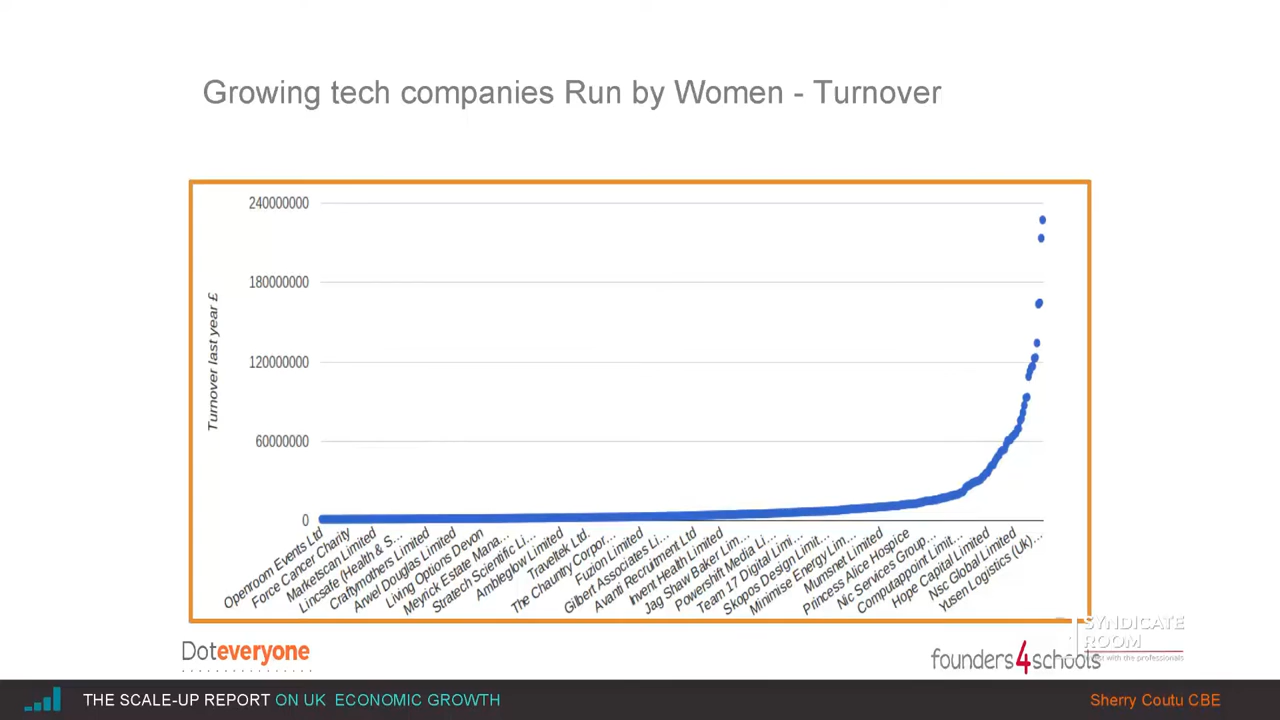 Growing tech companies Run by Women - Turnover
Turnover last year £
240000000
180000000
120000000
60000000
0
Openroom Events Ltd
Force Cancer Charity
Marketscan Limited
Lincsafe (Health & S...
Craftymothers Limited
Arwel Douglas Limited
Living Options Devon
Meyrick Estate Mana...
Stratech Scientific Li...
Ambleglow Limited
Traveltek Ltd.
The Chauntry Corpor...
Fuzion Limited
Gilbert Associates Li...
Avanti Recruitment Ltd
Invent Health Limited
Jag Shaw Baker Lim...
Powershift Media Li...
Team 17 Digital Limi...
Skopos Design Limit...
Minimise Energy Lim...
Mumsnet Limited
Princess Alice Hospice
Nic Services Group...
Computappoint Limit...
Hope Capital Limited
Nsc Global Limited
Yusen Logistics (Uk)...
Doteveryone
founders4schools
SYNDICATE
ROOM
with the professionals
THE SCALE-UP REPORT ON UK ECONOMIC GROWTH
Sherry Coutu CBE